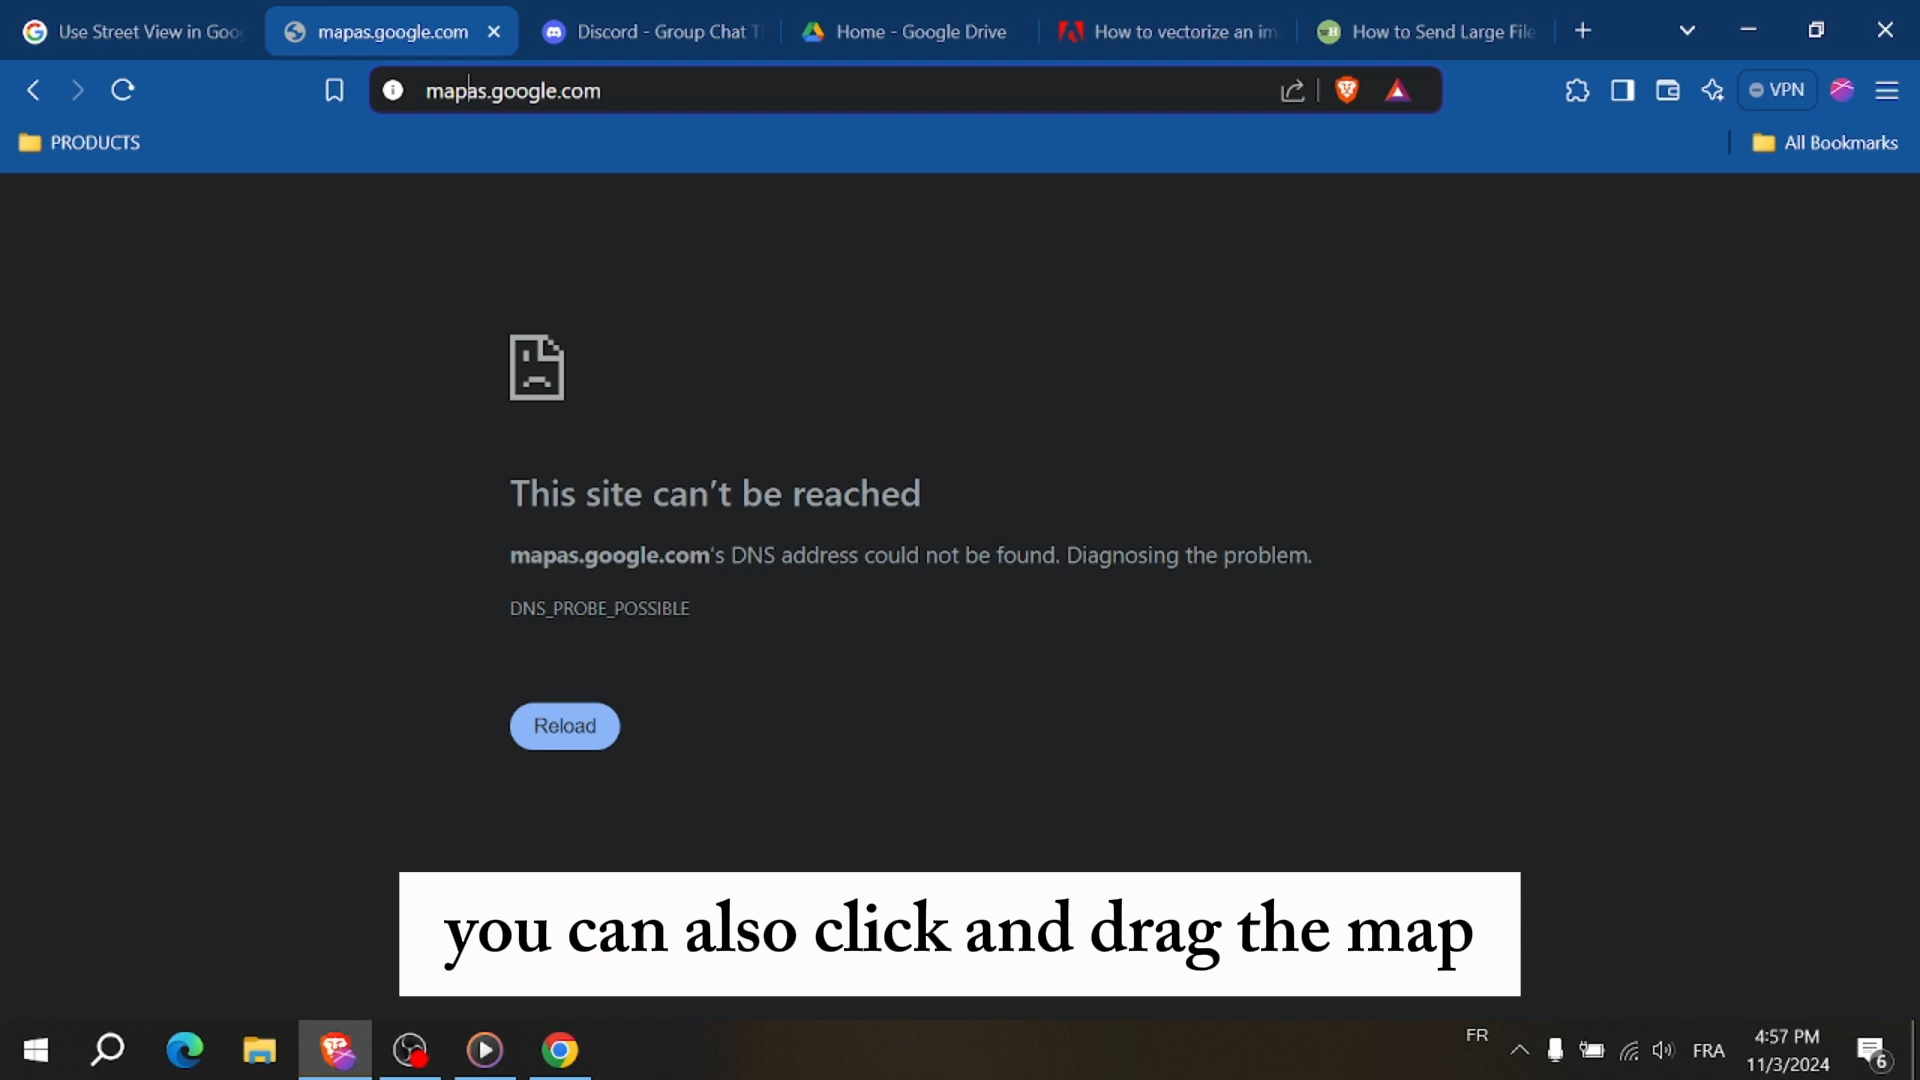 Use Street View in Goo
mapas.google.com
Discord - Group Chat T
Home - Google Drive
How to vectorize an im
How to Send Large File
mapas.google.com
VPN
PRODUCTS
All Bookmarks
This site can't be reached
mapas.google.com's DNS address could not be found. Diagnosing the problem.
DNS_PROBE_POSSIBLE
Reload
you can also click and drag the map
FR
FRA
4:57 PM
11/3/2024
6